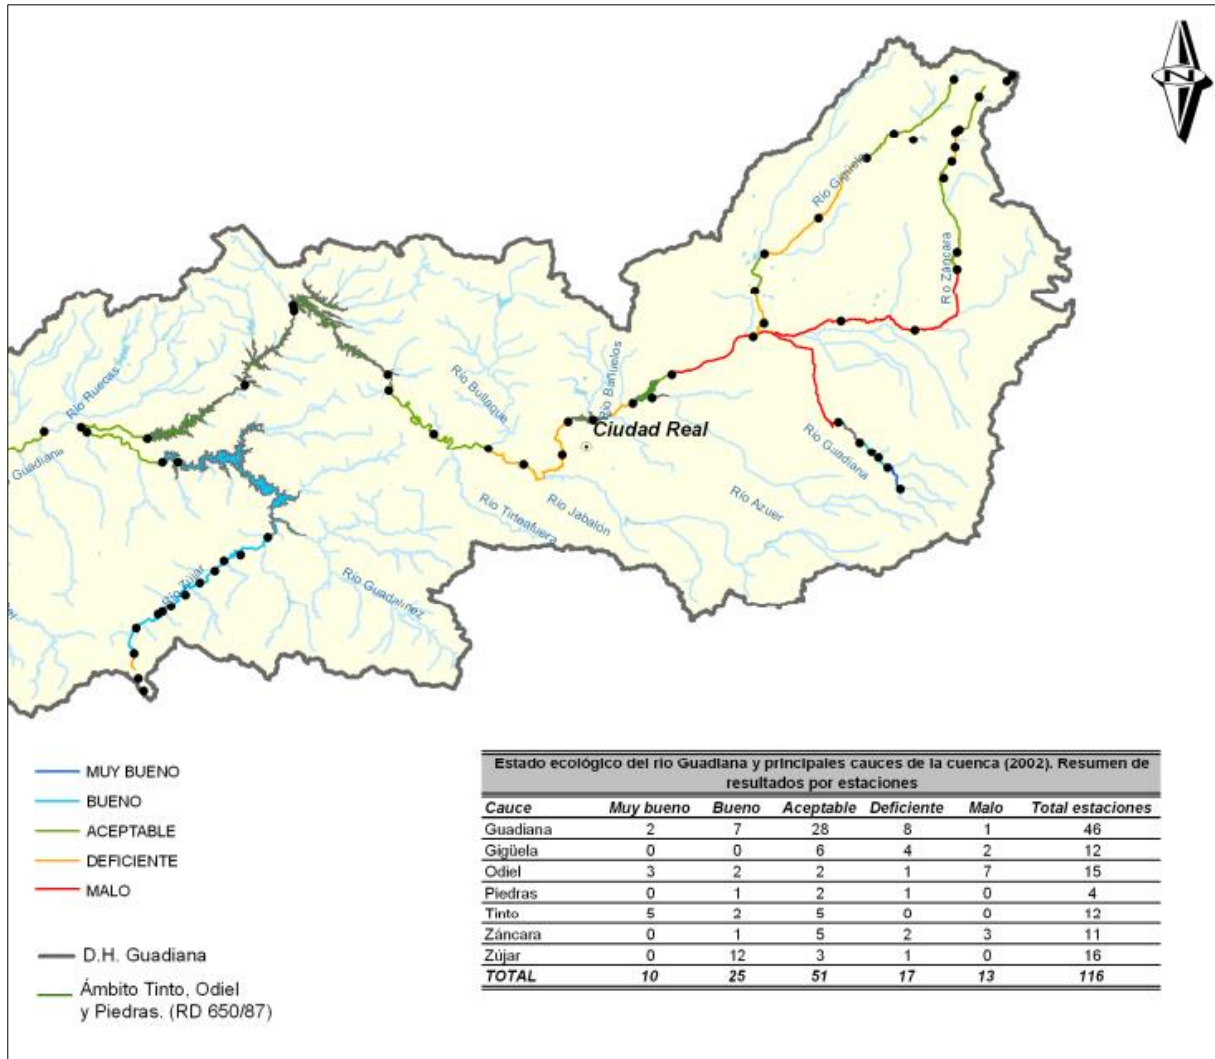 N
Río Gigüela
Río Záncara
Río Ruecas
Río Bullaque
Río Bañuelos
Ciudad Real
Guadiana
Río Guadiana
Río Azuer
Río Tirteafuera
Río Jabalón
Río Zújar
Río Guadalmez
MUY BUENO
BUENO
ACEPTABLE
DEFICIENTE
MALO
D.H. Guadiana
Ámbito Tinto, Odiel
y Piedras. (RD 650/87)
Estado ecológico del río Guadiana y principales cauces de la cuenca (2002). Resumen de
resultados por estaciones
Cauce Muy bueno Bueno Aceptable Deficiente Malo Total estaciones
Guadiana 2 7 28 8 1 46
Gigüela 0 0 6 4 2 12
Odiel 3 2 2 1 7 15
Piedras 0 1 2 1 0 4
Tinto 5 2 5 0 0 12
Záncara 0 1 5 2 3 11
Zújar 0 12 3 1 0 16
TOTAL 10 25 51 17 13 116